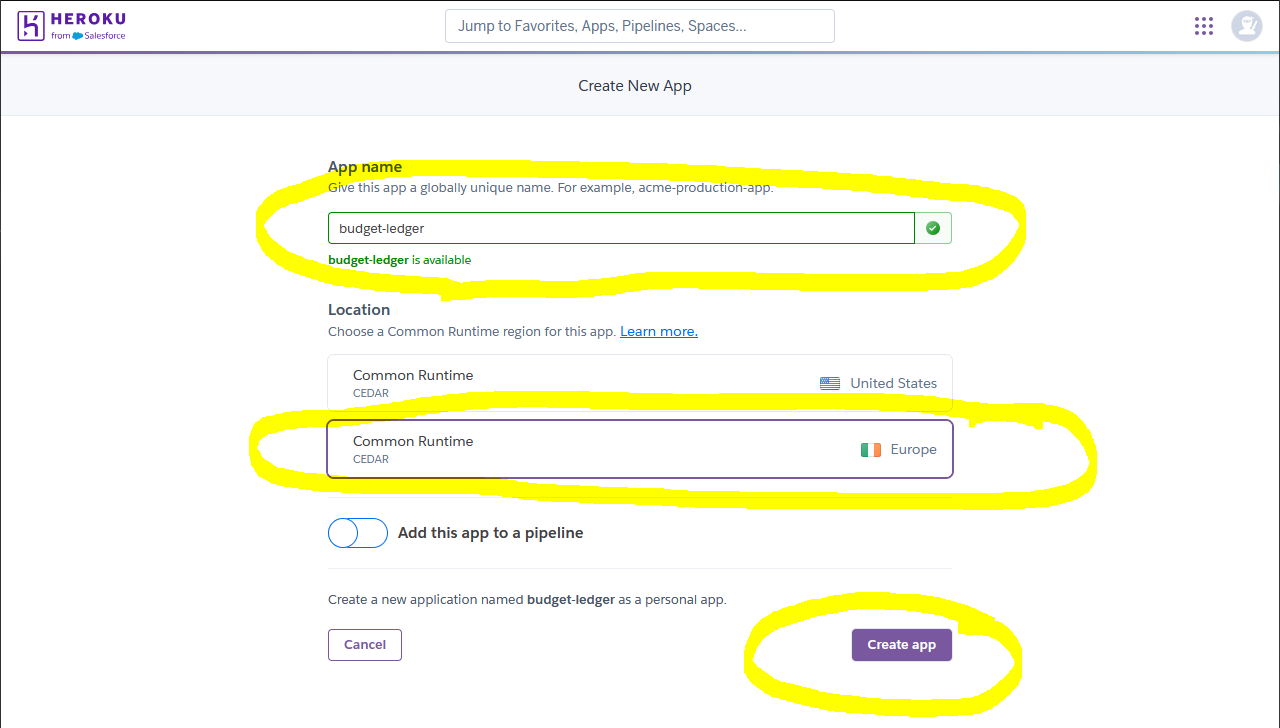 HEROKU
from Salesforce
Jump to Favorites, Apps, Pipelines, Spaces...
Create New App
App name
Give this app a globally unique name. For example, acme-production-app.
budget-ledger
budget-ledger is available
Location
Choose a Common Runtime region for this app. Learn more.
Common Runtime
CEDAR
United States
Common Runtime
CEDAR
Europe
Add this app to a pipeline
Create a new application named budget-ledger as a personal app.
Cancel
Create app